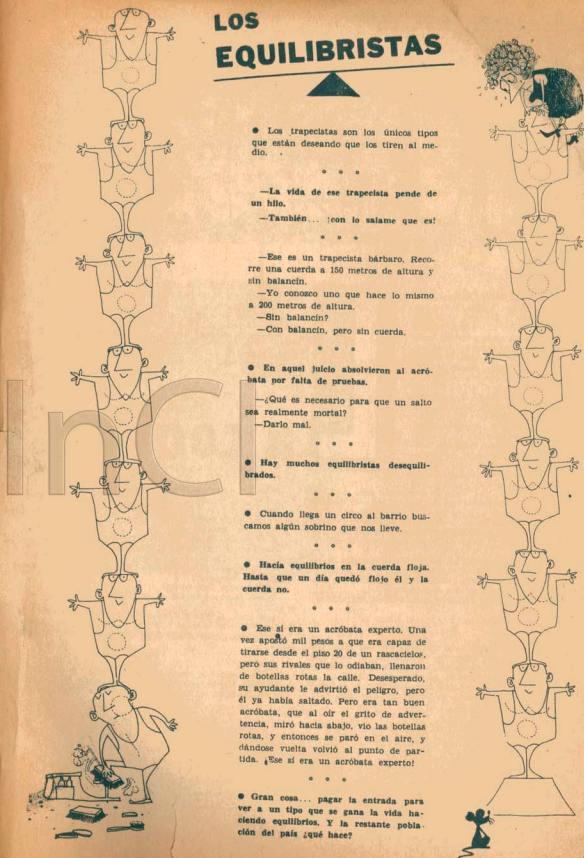 LOS
EQUILIBRISTAS
● Los trapecistas son los únicos tipos
que están deseando que los tiren al me-
dio.
—La vida de ese trapecista pende de
un hilo.
—También... ¡con lo salame que es!
—Ese es un trapecista bárbaro. Reco-
rre una cuerda a 150 metros de altura y
sin balancín.
—Yo conozco uno que hace lo mismo
a 200 metros de altura.
—Sin balancín?
—Con balancín, pero sin cuerda.
● En aquel juicio absolvieron al acró-
bata por falta de pruebas.
—¿Qué es necesario para que un salto
sea realmente mortal?
—Darlo mal.
● Hay muchos equilibristas desequili-
brados.
● Cuando llega un circo al barrio bus-
camos algún sobrino que nos lleve.
● Hacía equilibrios en la cuerda floja.
Hasta que un día quedó flojo él y la
cuerda no.
● Ese sí era un acróbata experto. Una
vez apostó mil pesos a que era capaz de
tirarse desde el piso 20 de un rascacielos,
pero sus rivales que lo odiaban, llenaron
de botellas rotas la calle. Desesperado,
su ayudante le advirtió el peligro, pero
él ya había saltado. Pero era tan buen
acróbata, que al oír el grito de adver-
tencia, miró hacia abajo, vio las botellas
rotas, y entonces se paró en el aire, y
dándose vuelta volvió al punto de par-
tida. ¡Ese sí era un acróbata experto!
● Gran cosa... pagar la entrada para
ver a un tipo que se gana la vida ha-
ciendo equilibrios. Y la restante pobla-
ción del país ¿qué hace?
InCI